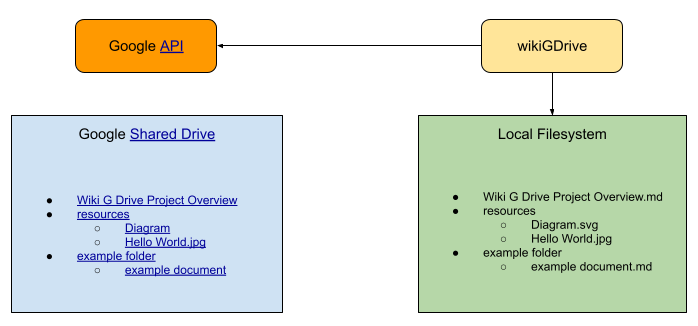 Google API
wikiGDrive
Google Shared Drive
● Wiki G Drive Project Overview
● resources
○ Diagram
○ Hello World.jpg
● example folder
○ example document
Local Filesystem
● Wiki G Drive Project Overview.md
● resources
○ Diagram.svg
○ Hello World.jpg
● example folder
○ example document.md